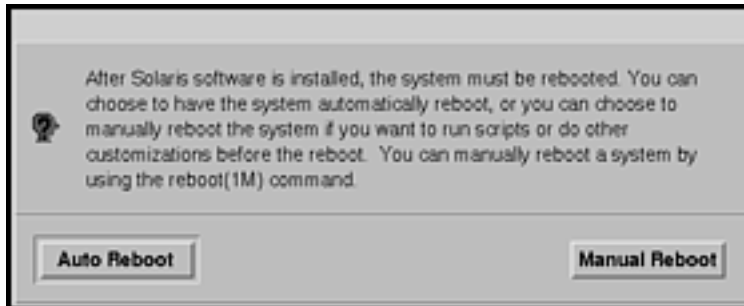 After Solaris software is installed, the system must be rebooted. You can
choose to have the system automatically reboot, or you can choose to
manually reboot the system if you want to run scripts or do other
customizations before the reboot. You can manually reboot a system by
using the reboot(1M) command.
Auto Reboot
Manual Reboot